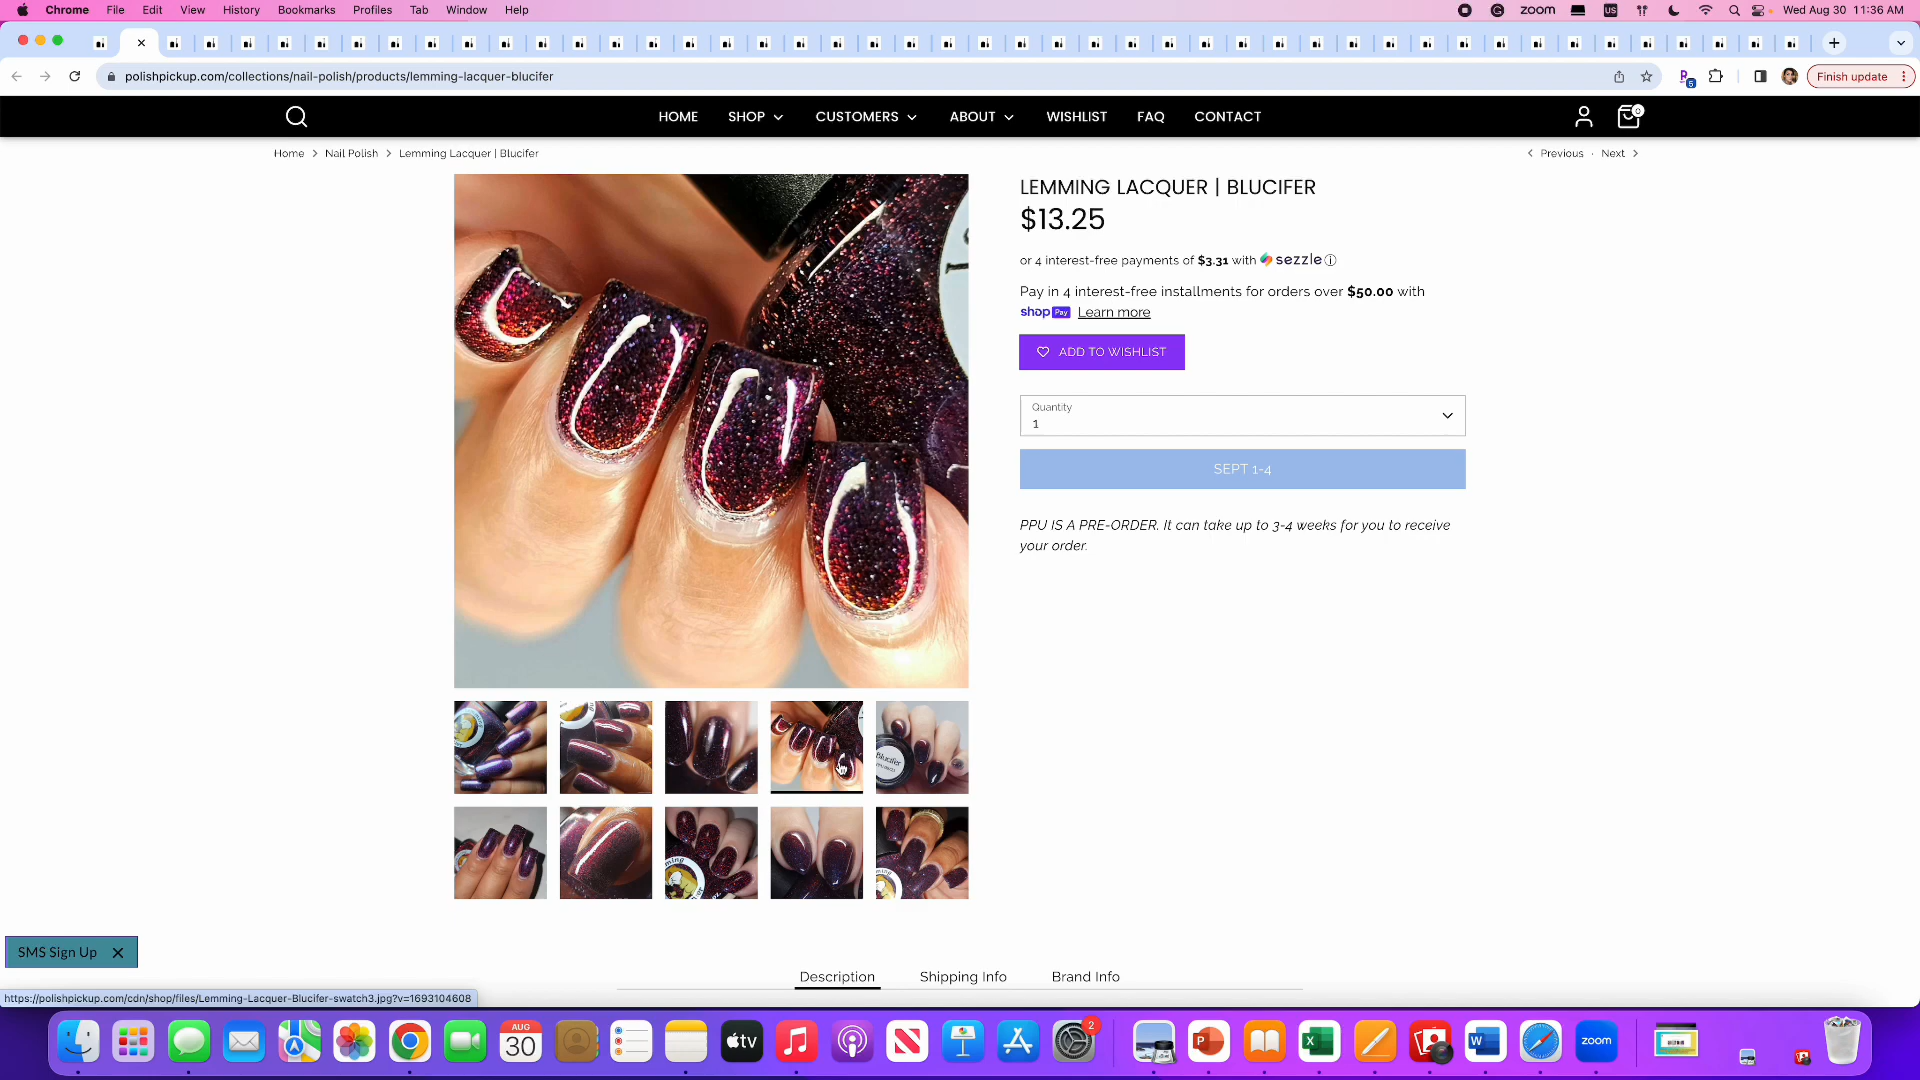 Chrome File Edit View History Bookmarks Profiles Tab Window Help
zoom US Wed Aug 30 11:36 AM
polishpickup.com/collections/nail-polish/products/lemming-lacquer-blucifer
5
Finish update
HOME SHOP CUSTOMERS ABOUT WISHLIST FAQ CONTACT
0
Home > Nail Polish > Lemming Lacquer | Blucifer
Previous · Next
LEMMING LACQUER | BLUCIFER
$13.25
or 4 interest-free payments of $3.31 with sezzle
Pay in 4 interest-free installments for orders over $50.00 with
shop Pay Learn more
ADD TO WISHLIST
Quantity
1
SEPT 1-4
PPU IS A PRE-ORDER. It can take up to 3-4 weeks for you to receive
your order.
Blucifer
SMS Sign Up
Description Shipping Info Brand Info
https://polishpickup.com/cdn/shop/files/Lemming-Lacquer-Blucifer-swatch3.jpg?v=1693104608
AUG
30
tv
2
zoom